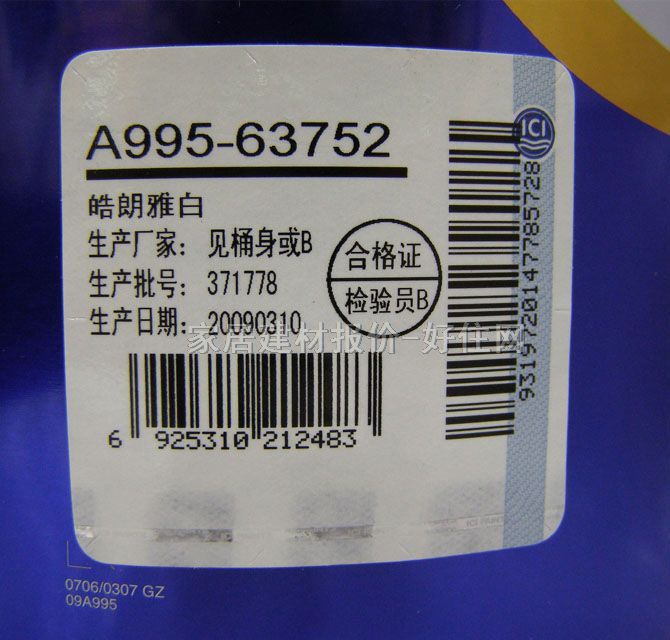 ICI
A995-63752
皓朗雅白
生产厂家：见桶身或B
生产批号：371778
生产日期：20090310
合格证
检验员B
家居建材报价-好住网
6 925310 212483
9319720147785728
ICI PAINT
0706/0307 GZ
09A995